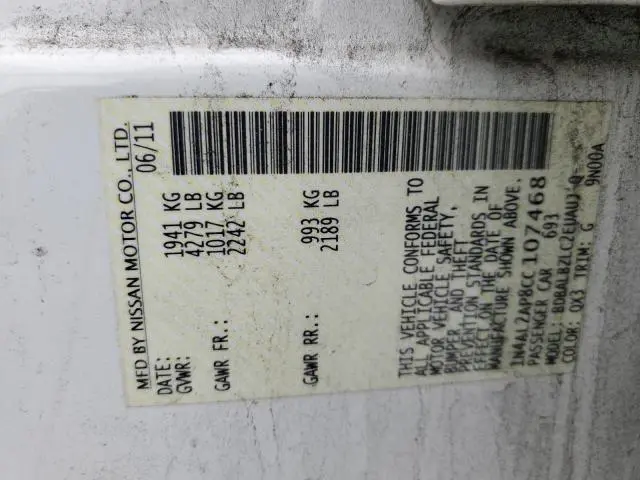 MFD BY NISSAN MOTOR CO., LTD.
DATE: 06/11
GVWR: 1941 KG
4279 LB
GAWR FR.: 1017 KG
2242 LB
GAWR RR.: 993 KG
2189 LB
THIS VEHICLE CONFORMS TO
ALL APPLICABLE FEDERAL
MOTOR VEHICLE SAFETY,
BUMPER, AND THEFT
PREVENTION STANDARDS IN
EFFECT ON THE DATE OF
MANUFACTURE SHOWN ABOVE.
1N4AL2AP8CC107468
PASSENGER CAR 693
MODEL: BDBALBZLC2EUAUJ-Q
COLOR: QX3 TRIM: G 9N00A